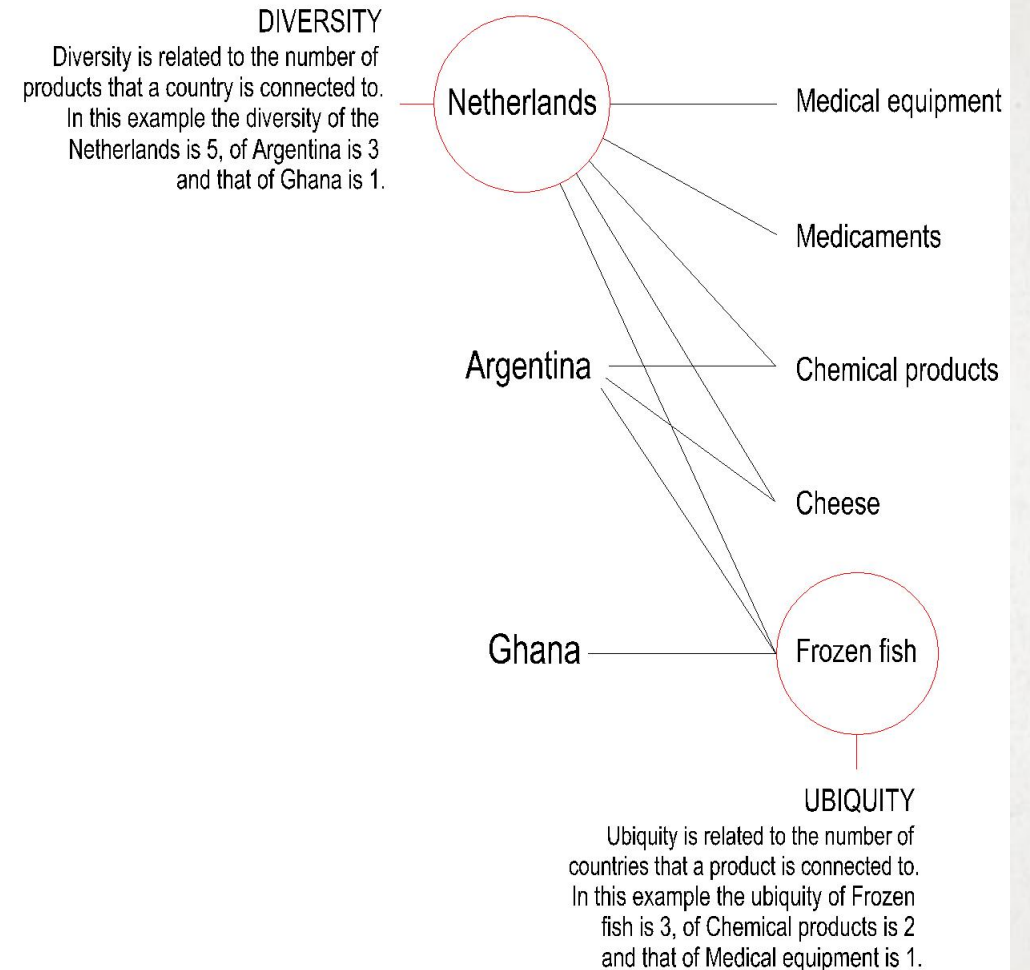 DIVERSITY
Diversity is related to the number of
products that a country is connected to.
In this example the diversity of the
Netherlands is 5, of Argentina is 3
and that of Ghana is 1.
Netherlands
Medical equipment
Medicaments
Argentina
Chemical products
Cheese
Ghana
Frozen fish
UBIQUITY
Ubiquity is related to the number of
countries that a product is connected to.
In this example the ubiquity of Frozen
fish is 3, of Chemical products is 2
and that of Medical equipment is 1.